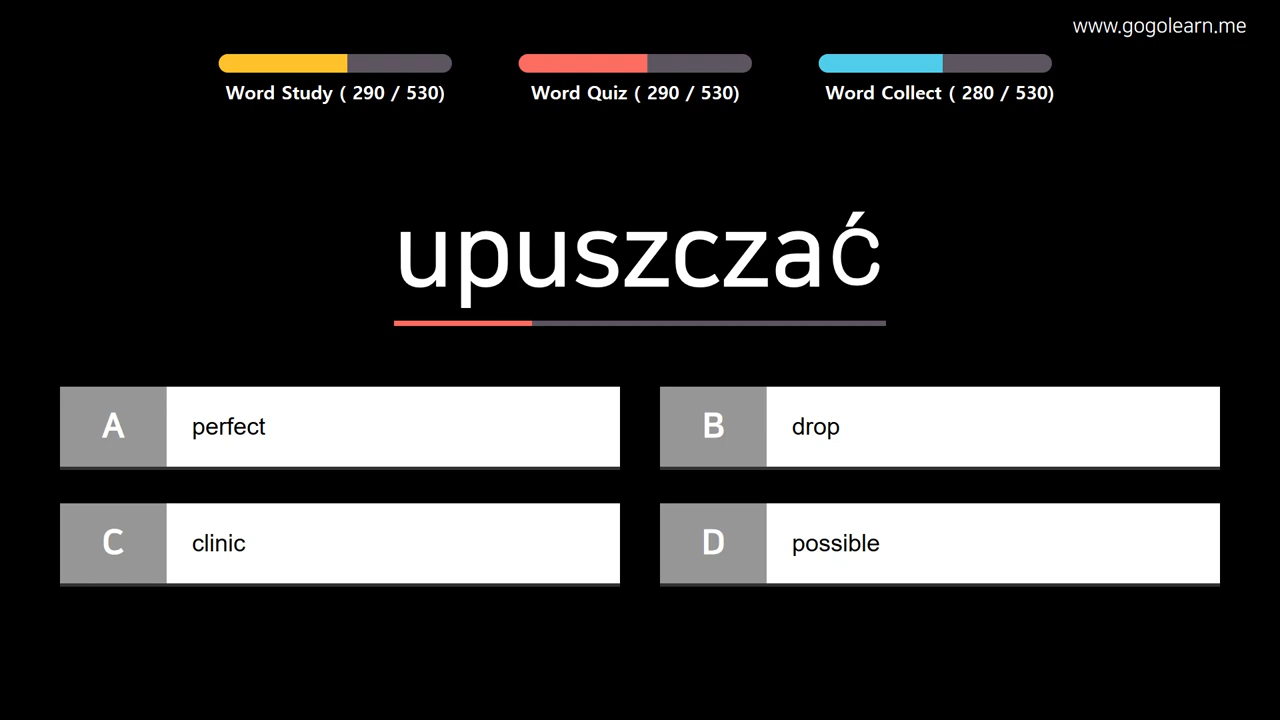 www.gogolearn.me
Word Study ( 290 / 530)
Word Quiz ( 290 / 530)
Word Collect ( 280 / 530)
upuszczać
A
perfect
B
drop
C
clinic
D
possible